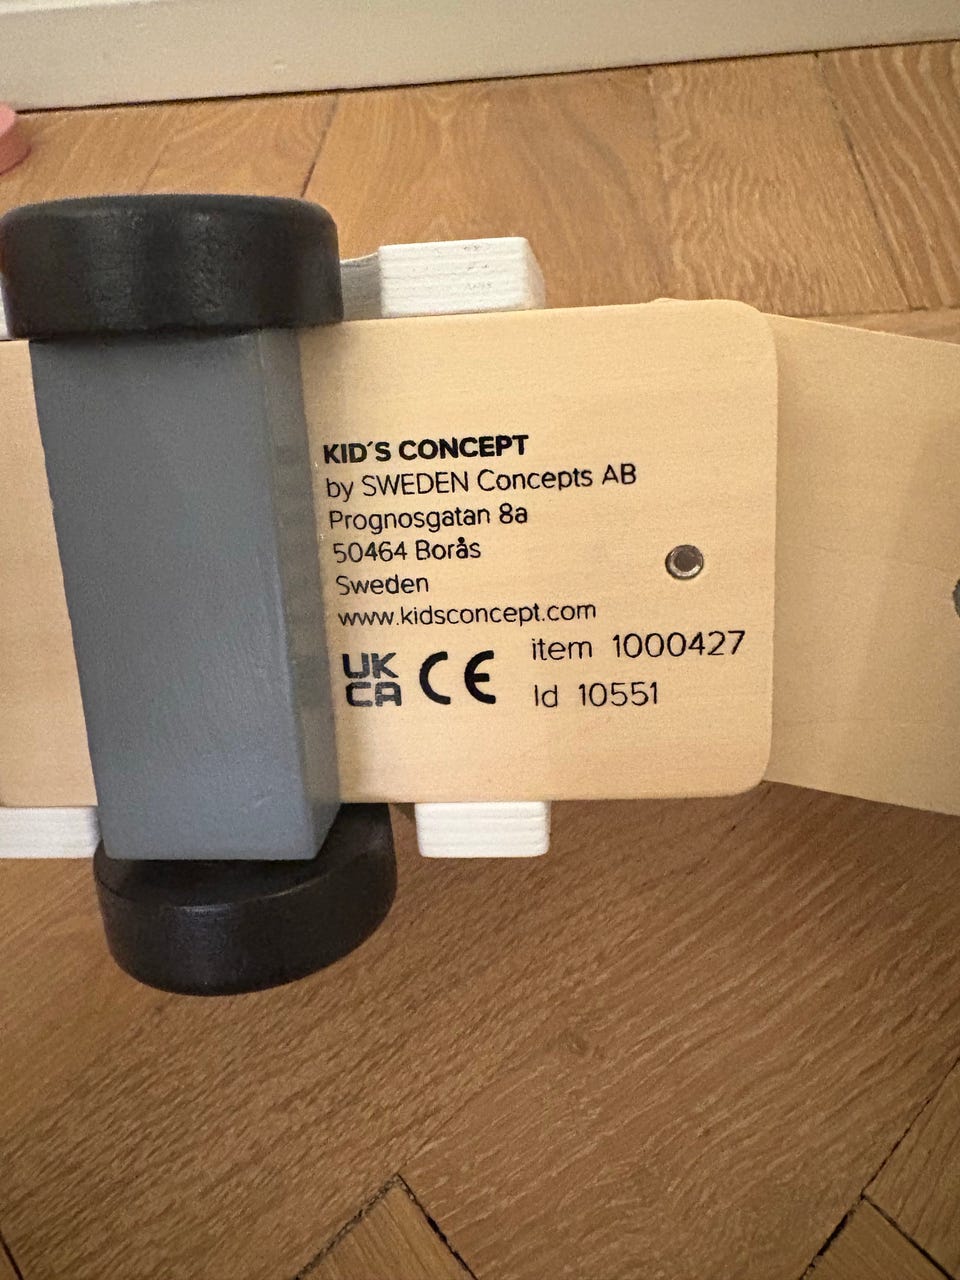 KID´S CONCEPT
by SWEDEN Concepts AB
Prognosgatan 8a
50464 Borås
Sweden
www.kidsconcept.com
UK
CA CE
item 1000427
Id 10551